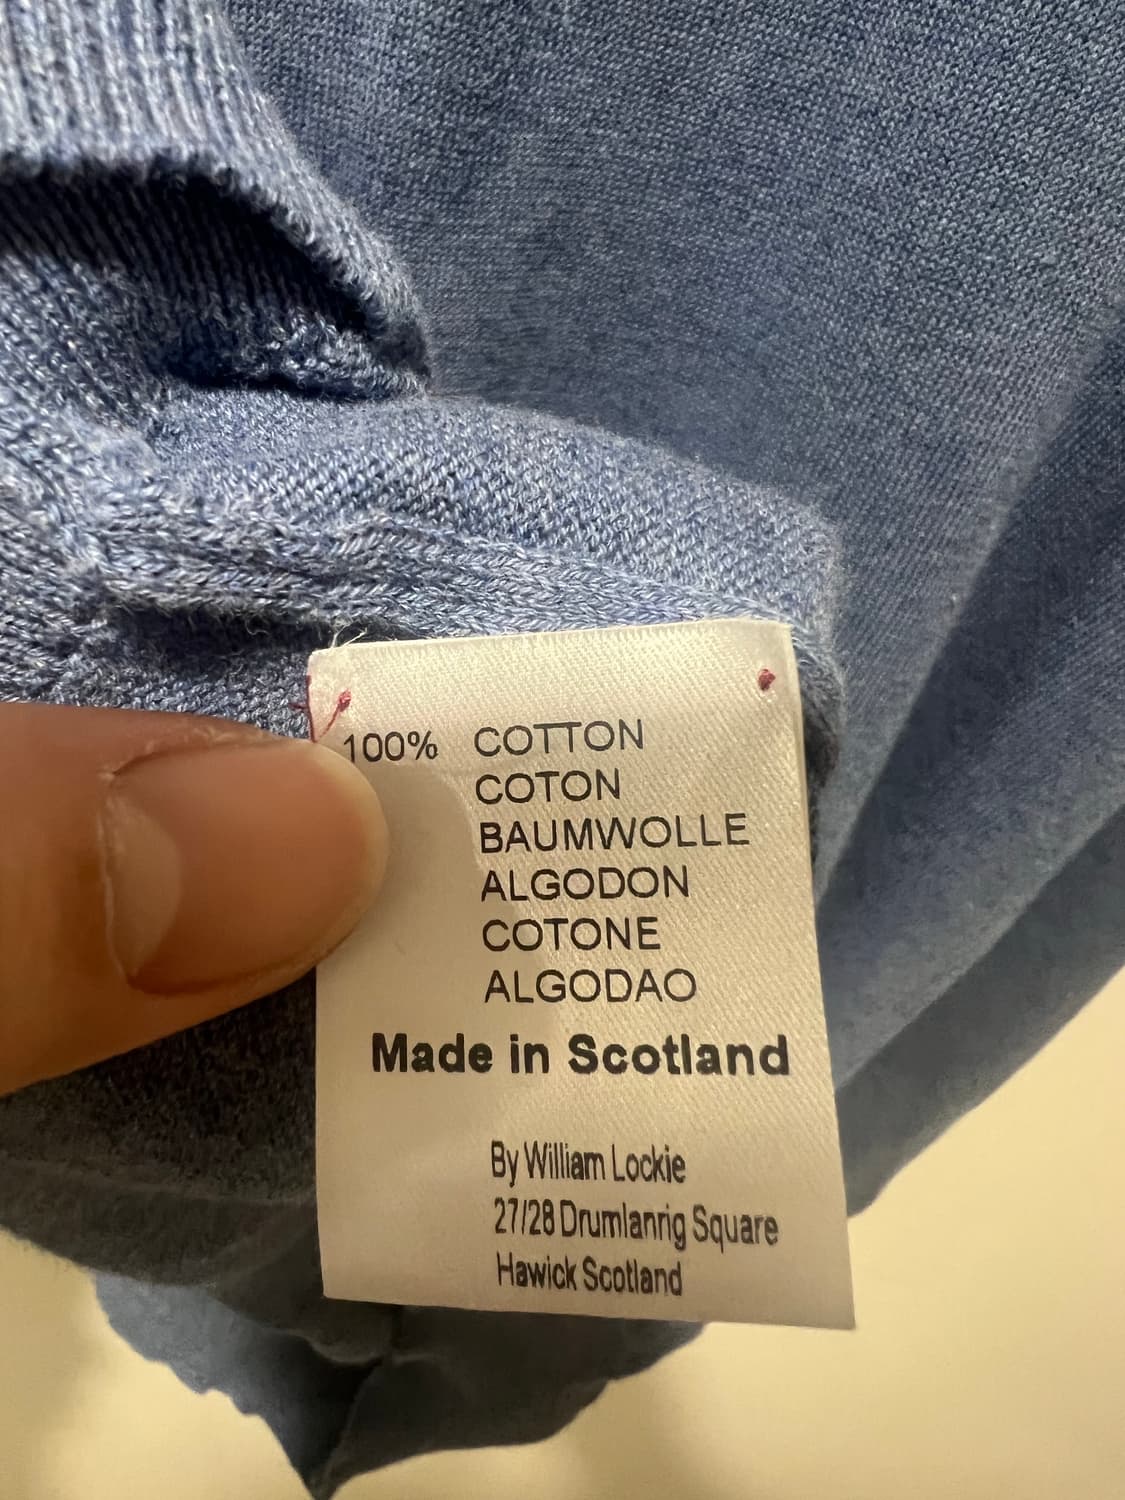 100% COTTON
COTON
BAUMWOLLE
ALGODON
COTONE
ALGODAO
Made in Scotland
By William Lockie
27/28 Drumlanrig Square
Hawick Scotland